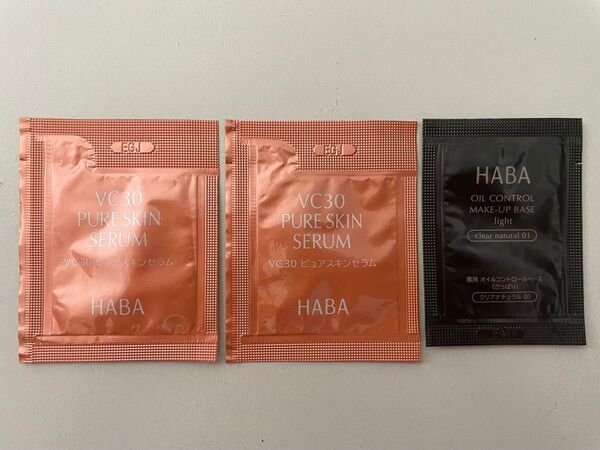 EGJ
VC30
PURE SKIN
SERUM
VC30 ピュアスキンセラム
HABA
EGJ
VC30
PURE SKIN
SERUM
VC30 ピュアスキンセラム
HABA
HABA
OIL CONTROL
MAKE-UP BASE
light
clear natural 01
薬用 オイルコントロールベース
(さっぱり)
クリアナチュラル 01